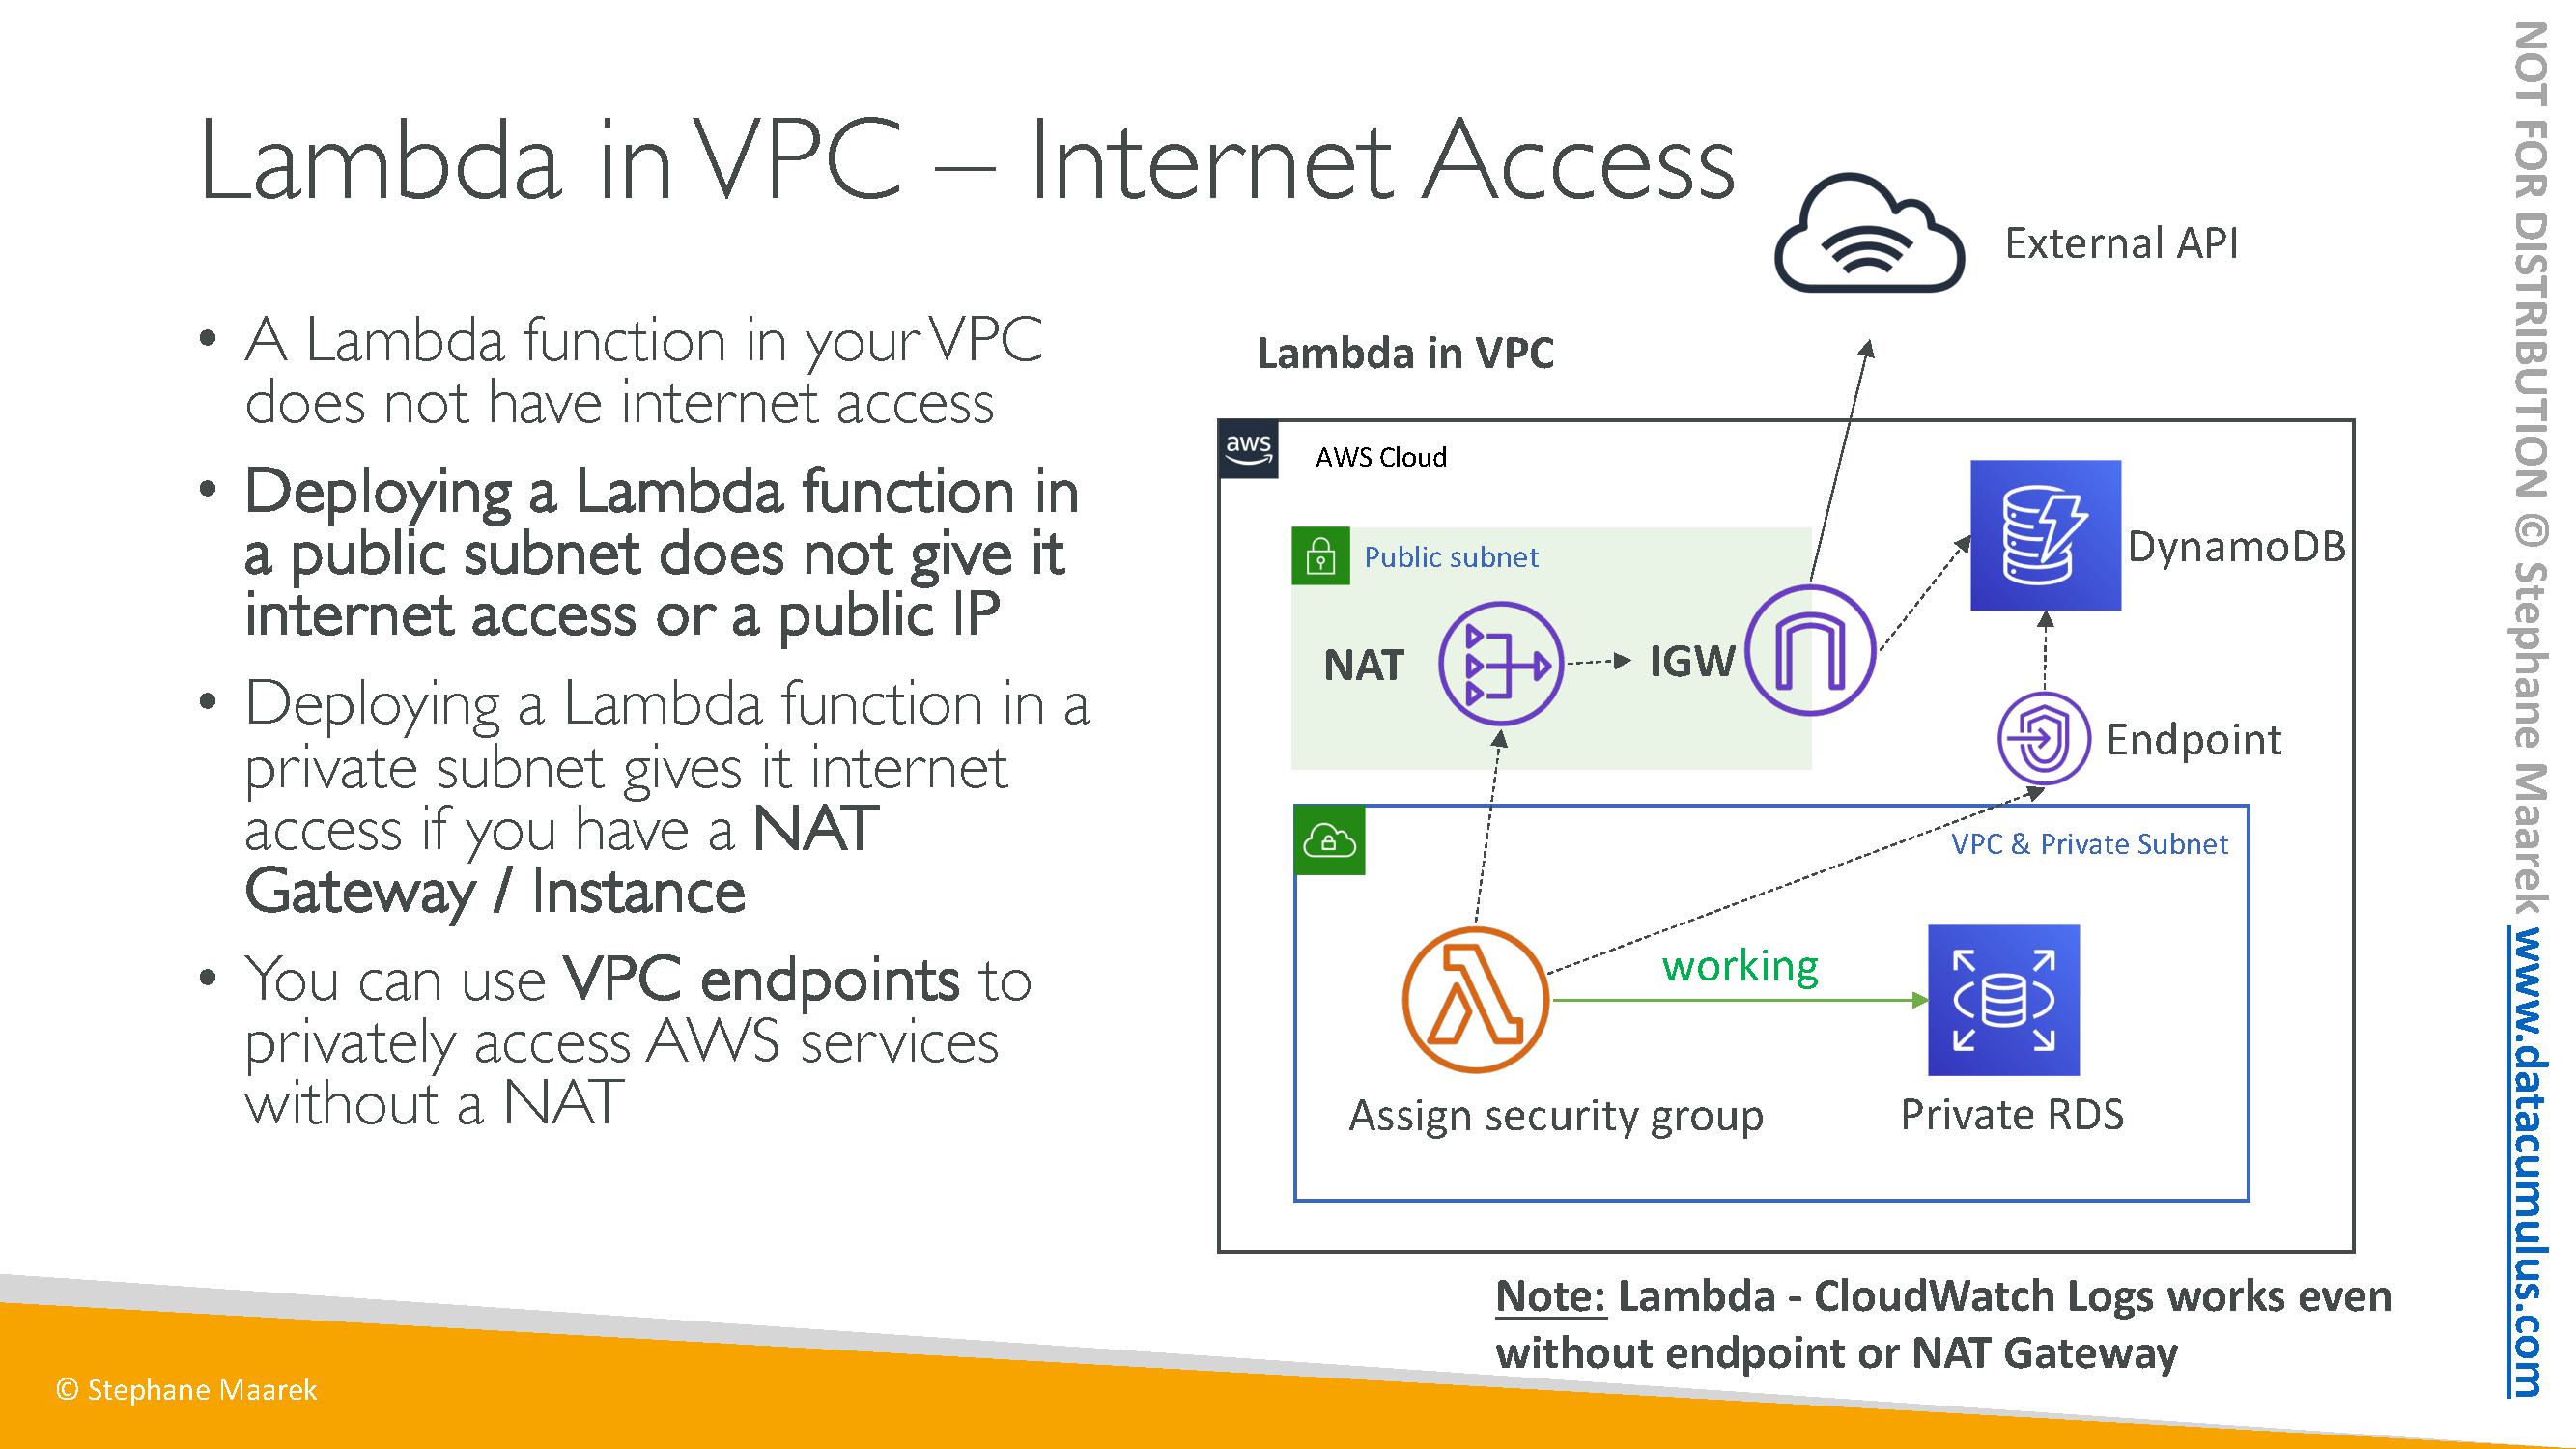 Lambda in VPC – Internet Access
• A Lambda function in your VPC
does not have internet access
• Deploying a Lambda function in
a public subnet does not give it
internet access or a public IP
• Deploying a Lambda function in a
private subnet gives it internet
access if you have a NAT
Gateway / Instance
• You can use VPC endpoints to
privately access AWS services
without a NAT
External API
Lambda in VPC
aws
AWS Cloud
Public subnet
DynamoDB
NAT
IGW
Endpoint
VPC & Private Subnet
working
Assign security group
Private RDS
Note: Lambda - CloudWatch Logs works even
without endpoint or NAT Gateway
© Stephane Maarek
NOT FOR DISTRIBUTION © Stephane Maarek www.datacumulus.com